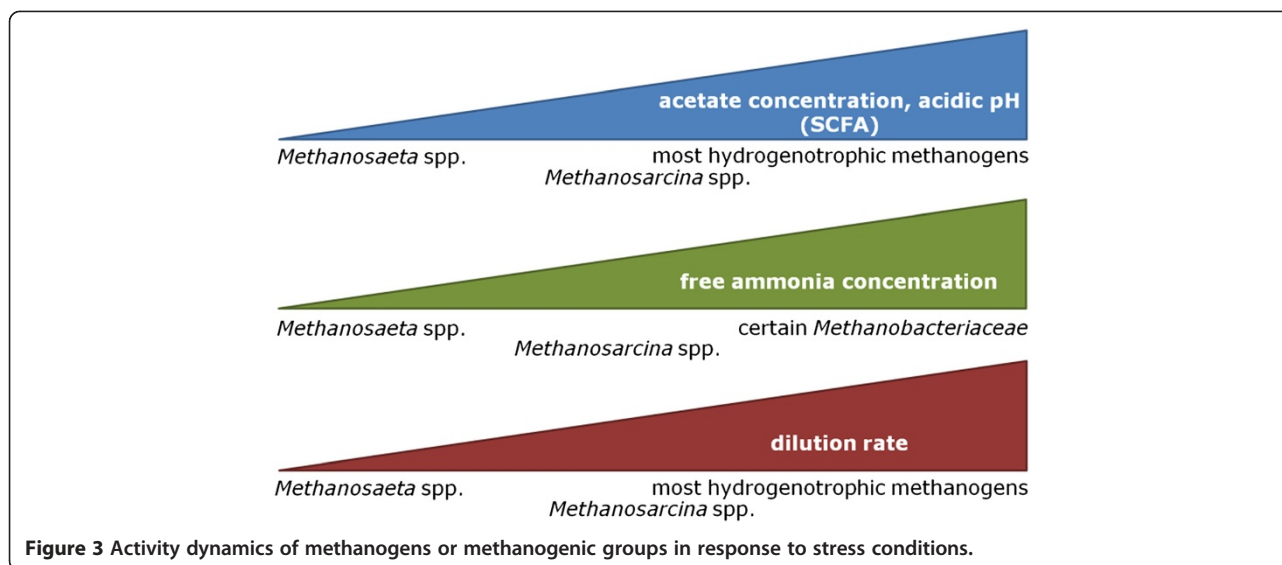 acetate concentration, acidic pH
(SCFA)
Methanosaeta spp.
most hydrogenotrophic methanogens
Methanosarcina spp.
free ammonia concentration
Methanosaeta spp.
certain Methanobacteriaceae
Methanosarcina spp.
dilution rate
Methanosaeta spp.
most hydrogenotrophic methanogens
Methanosarcina spp.
Figure 3 Activity dynamics of methanogens or methanogenic groups in response to stress conditions.